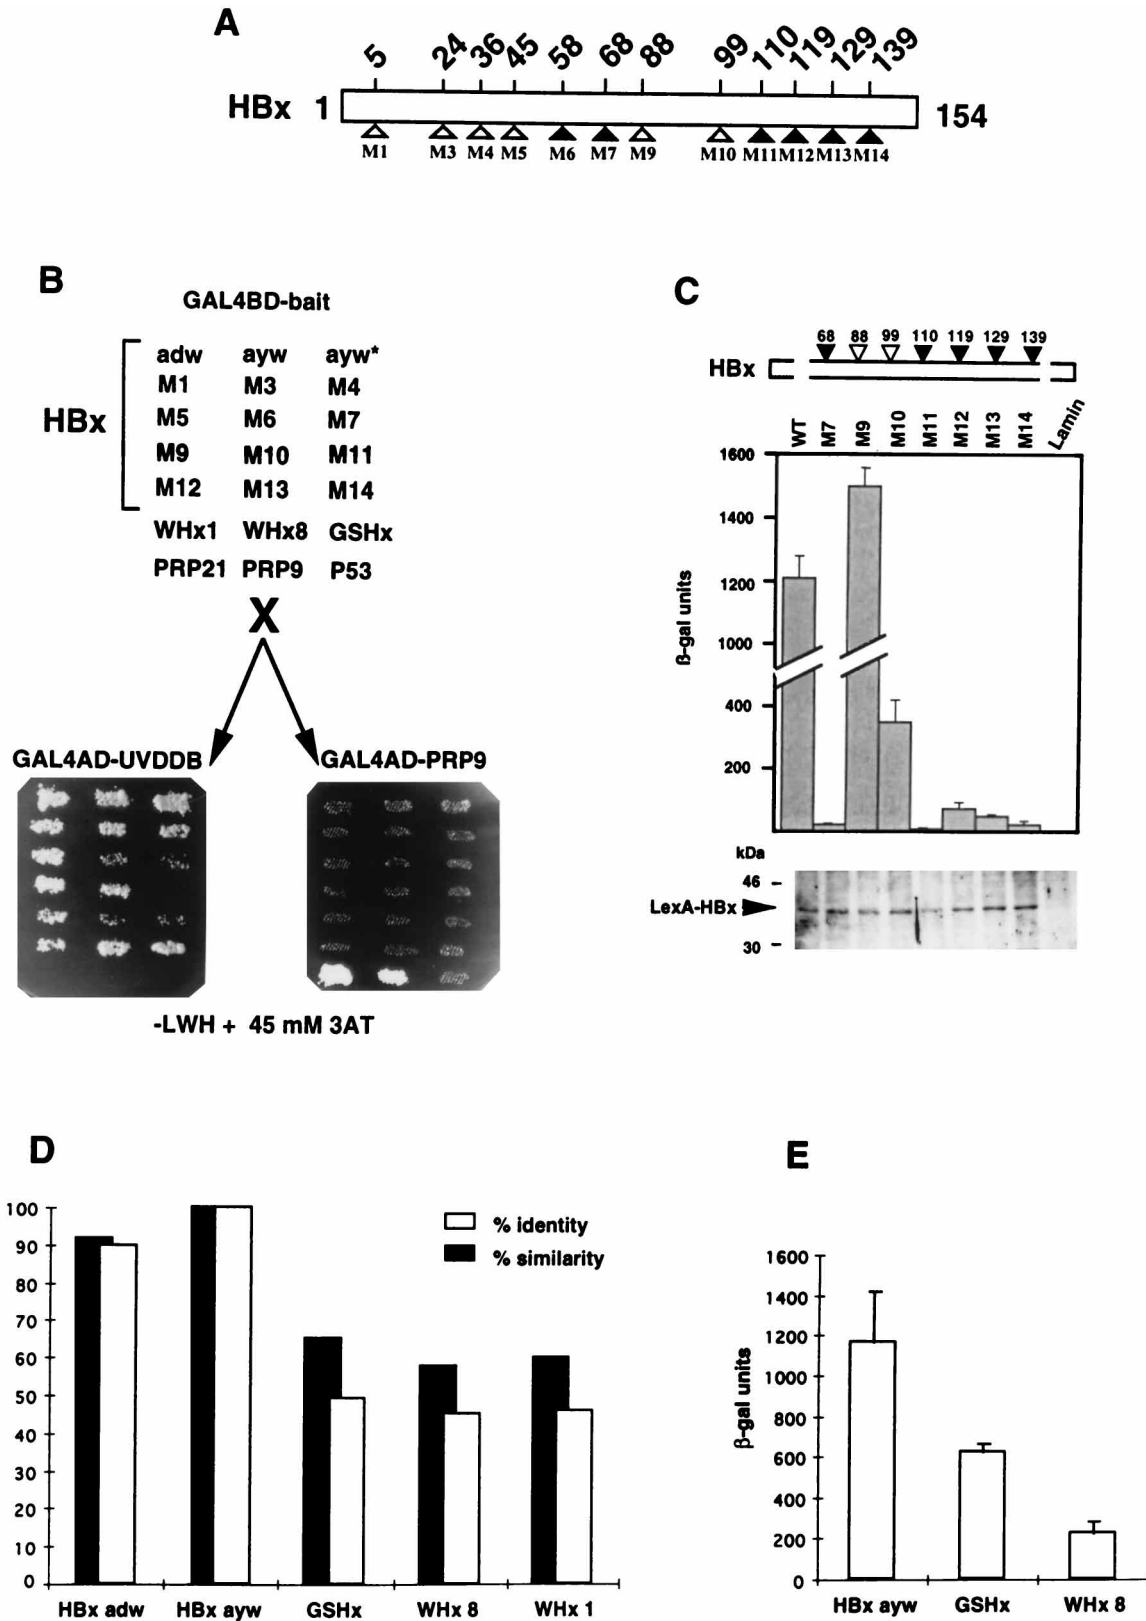 A
5 24 36 45 58 68 88 99 110 119 129 139
HBx 1 154
M1 M3 M4 M5 M6 M7 M9 M10 M11 M12 M13 M14
B
GAL4BD-bait
HBx
adw ayw ayw*
M1 M3 M4
M5 M6 M7
M9 M10 M11
M12 M13 M14
WHx1 WHx8 GSHx
PRP21 PRP9 P53
X
GAL4AD-UVDDB GAL4AD-PRP9
-LWH + 45 mM 3AT
C
68 88 99 110 119 129 139
HBx
WT M7 M9 M10 M11 M12 M13 M14 Lamin
1600
1400
1200
1000
400
200
ß-gal units
kDa
46
LexA-HBx
30
D
100
90
80
70
60
50
40
30
20
10
0
% identity
% similarity
HBx adw HBx ayw GSHx WHx 8 WHx 1
E
1600
1400
1200
1000
800
600
400
200
0
β-gal units
HBx ayw GSHx WHx 8